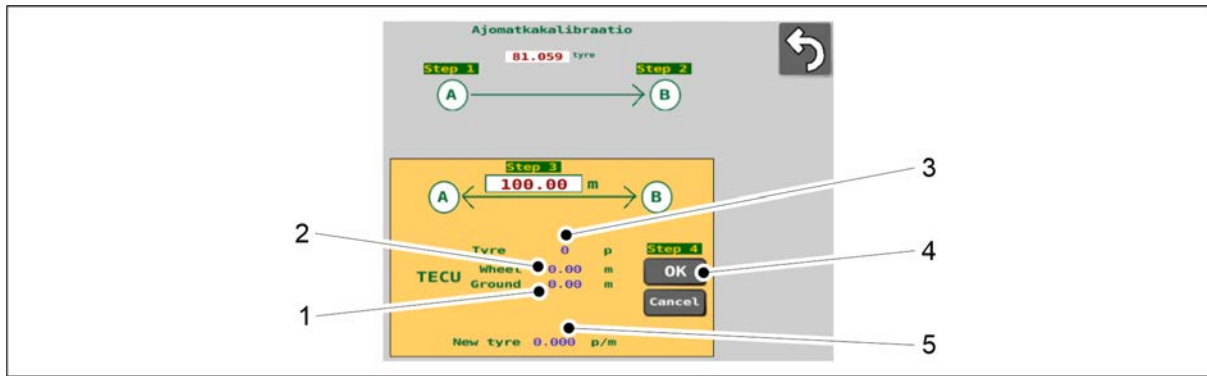 Ajomatkakalibraatio
81.059 tyre
Step 1 Step 2
A B
Step 3
100.00 m
A B
3
2
Tyre 0 p Step 4
4
TECU Wheel 0.00 m OK
Ground 0.00 m
1
Cancel
New tyre 0.000 p/m
5